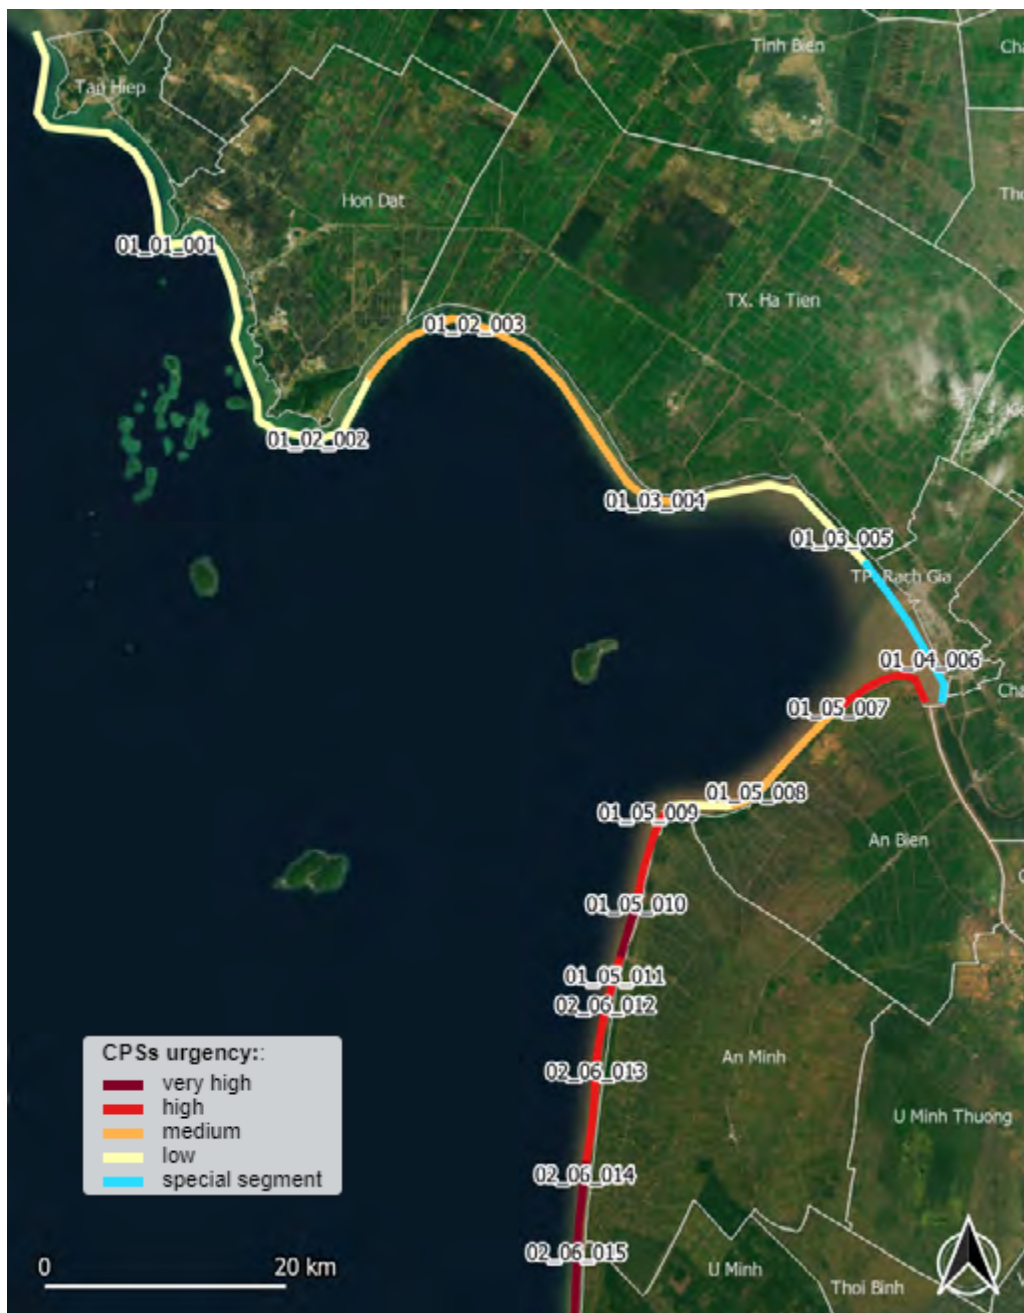 Tinh Bien
Cha
Tan Hiep
Hon Dat
Tho
01_01_001
TX. Ha Tien
01_02_003
01_02_002
01_03_004
01_03_005
TP. Rach Gia
01_04_006
Cha
01_05_007
01_05_008
01_05_009
An Bien
01_05_010
01_05_011
02_06_012
An Minh
02_06_013
U Minh Thuong
02_06_014
02_06_015
U Minh
Thoi Binh
CPSs urgency::
very high
high
medium
low
special segment
0 20 km